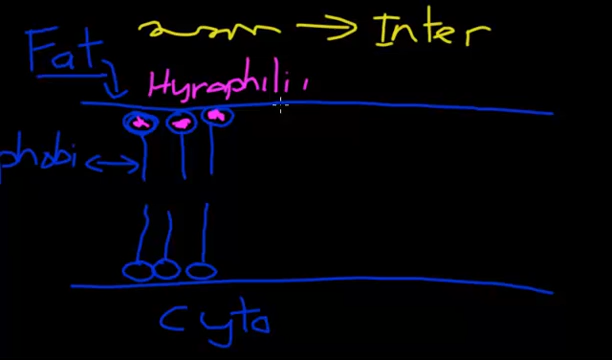 → Inter
Fat
Hyraphili
phobi
Cyto